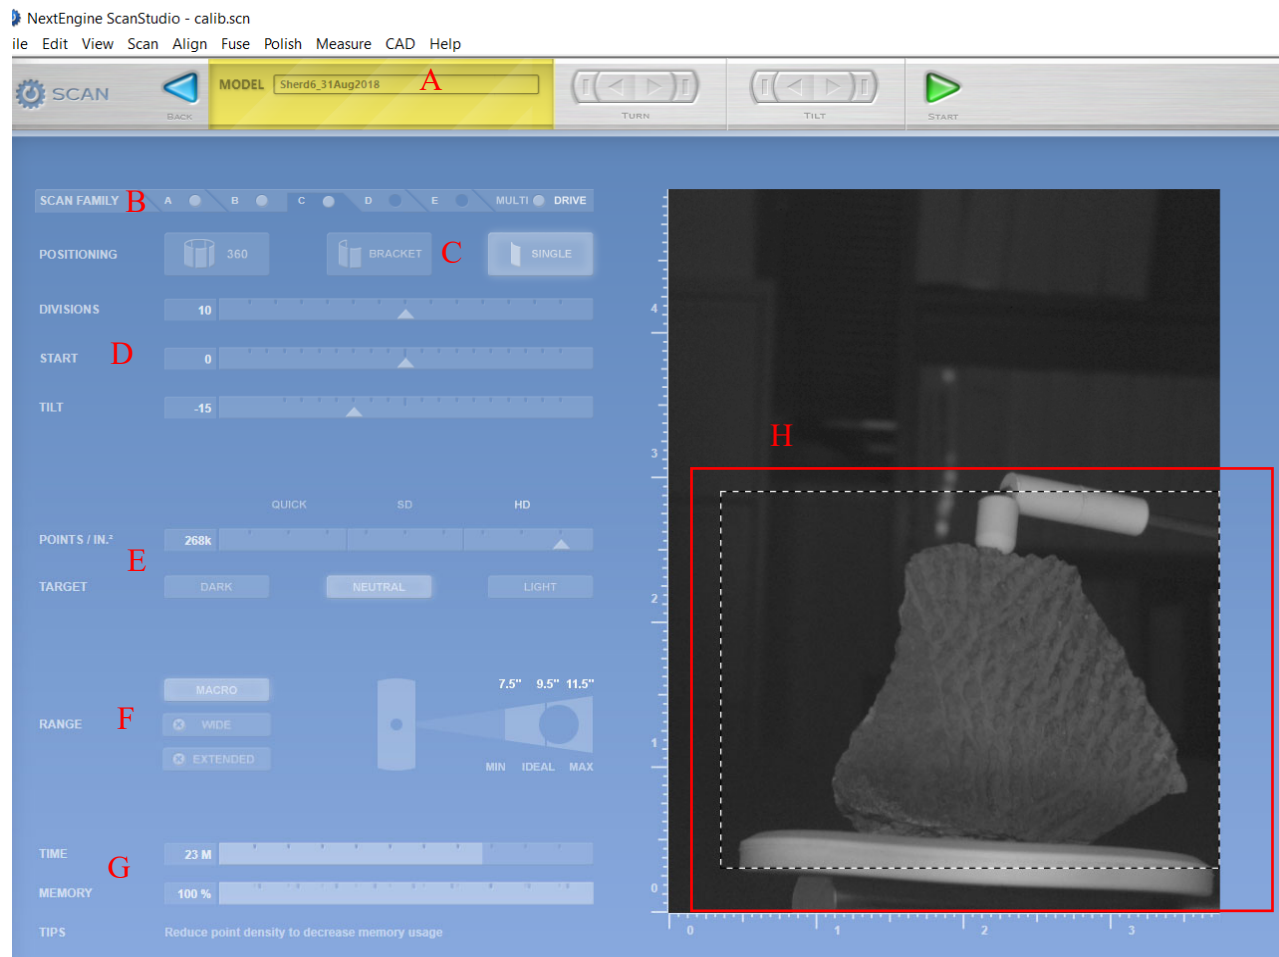 NextEngine ScanStudio - calib.scn
ile Edit View Scan Align Fuse Polish Measure CAD Help
SCAN
BACK
MODEL Sherd6_31Aug2018 A
TURN
TILT
START
SCAN FAMILY B A B C D E MULTI DRIVE
POSITIONING 360 BRACKET C SINGLE
DIVISIONS 10
START D 0
TILT -15
QUICK SD HD
POINTS / IN.² 268k
E
TARGET DARK NEUTRAL LIGHT
RANGE F
MACRO
WIDE
EXTENDED
7.5" 9.5" 11.5"
MIN IDEAL MAX
TIME 23 M
G
MEMORY 100 %
TIPS Reduce point density to decrease memory usage
H
4
3
2
1
0
0 1 2 3